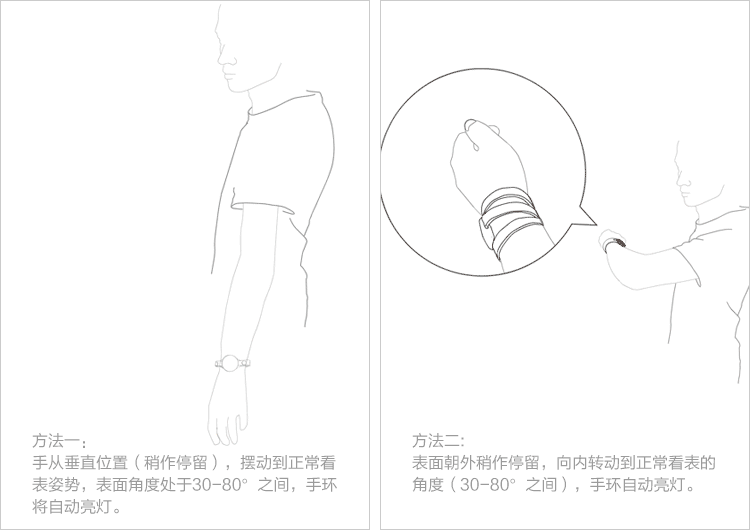 方法一：
手从垂直位置（稍作停留），摆动到正常看
表姿势，表面角度处于30-80°之间，手环
将自动亮灯。
方法二:
表面朝外稍作停留，向内转动到正常看表的
角度（30-80°之间），手环自动亮灯。